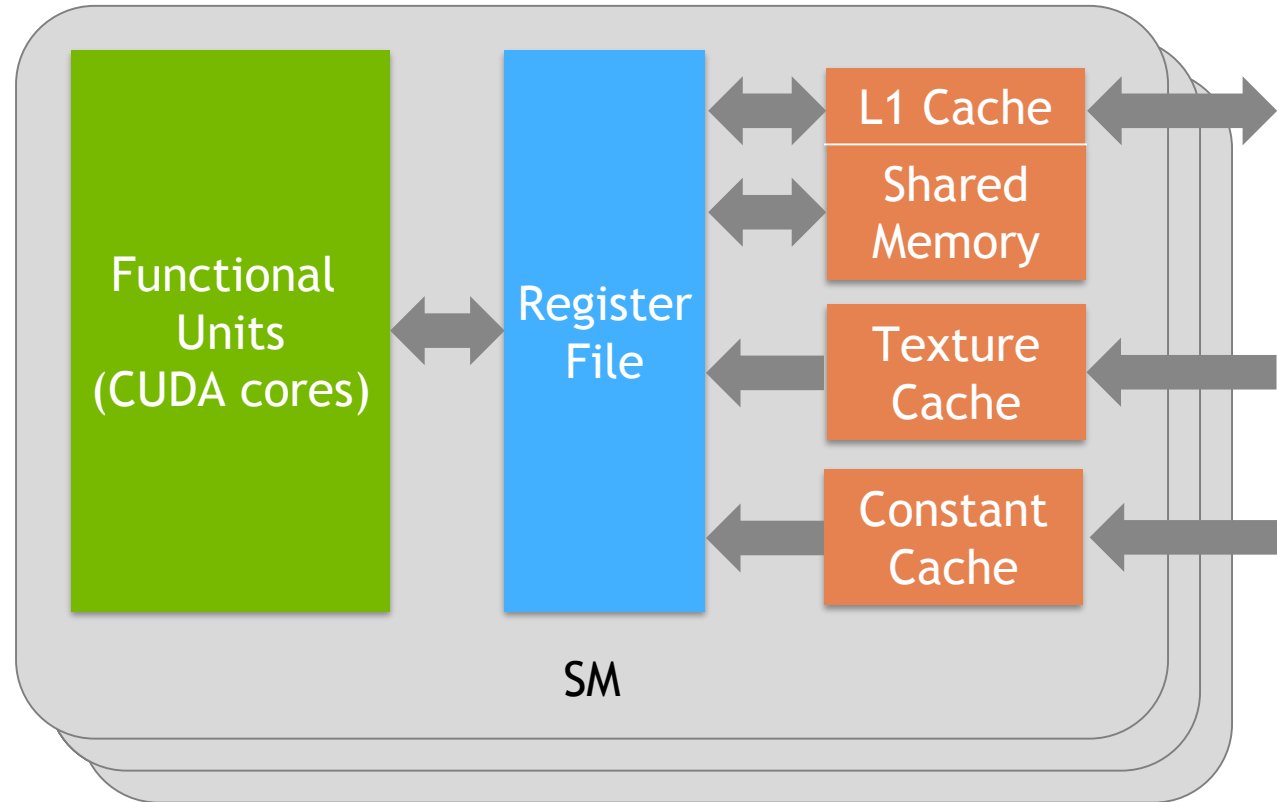 Functional
Units
(CUDA cores)
Register
File
L1 Cache
Shared
Memory
Texture
Cache
Constant
Cache
SM